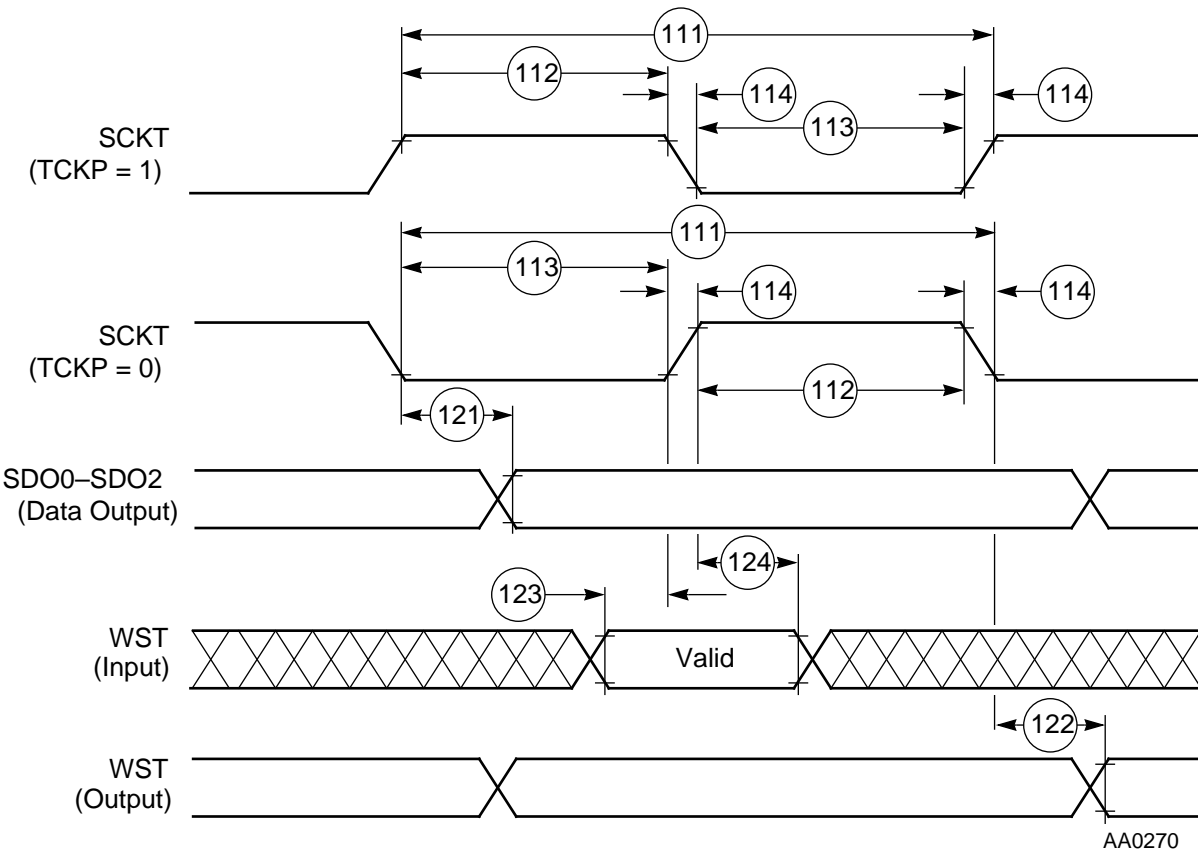 111
112
114
114
113
SCKT
(TCKP = 1)
111
113
114
114
SCKT
(TCKP = 0)
112
121
SDO0–SDO2
(Data Output)
124
123
WST
(Input)
Valid
122
WST
(Output)
AA0270